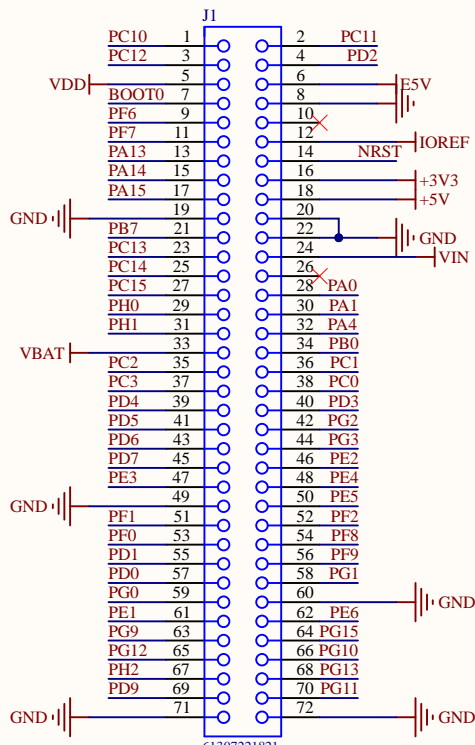 J1
PC10 1 2 PC11
PC12 3 4 PD2
VDD 5 6 E5V
BOOT0 7 8
PF6 9 10
PF7 11 12 IOREF
PA13 13 14 NRST
PA14 15 16 +3V3
PA15 17 18 +5V
GND 19 20
PB7 21 22 GND
PC13 23 24 VIN
PC14 25 26
PC15 27 28 PA0
PH0 29 30 PA1
PH1 31 32 PA4
VBAT 33 34 PB0
PC2 35 36 PC1
PC3 37 38 PC0
PD4 39 40 PD3
PD5 41 42 PG2
PD6 43 44 PG3
PD7 45 46 PE2
PE3 47 48 PE4
GND 49 50 PE5
PF1 51 52 PF2
PF0 53 54 PF8
PD1 55 56 PF9
PD0 57 58 PG1
PG0 59 60 GND
PE1 61 62 PE6
PG9 63 64 PG15
PG12 65 66 PG10
PH2 67 68 PG13
PD9 69 70 PG11
GND 71 72 GND